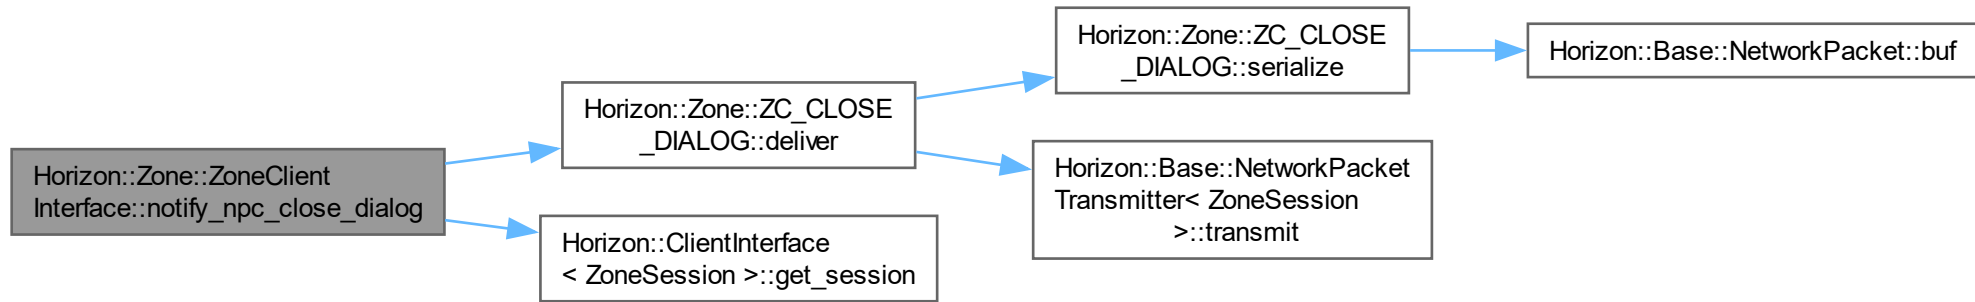 Horizon::Zone::ZoneClient
Interface::notify_npc_close_dialog
Horizon::Zone::ZC_CLOSE
_DIALOG::deliver
Horizon::ClientInterface
< ZoneSession >::get_session
Horizon::Zone::ZC_CLOSE
_DIALOG::serialize
Horizon::Base::NetworkPacket
Transmitter< ZoneSession
>::transmit
Horizon::Base::NetworkPacket::buf